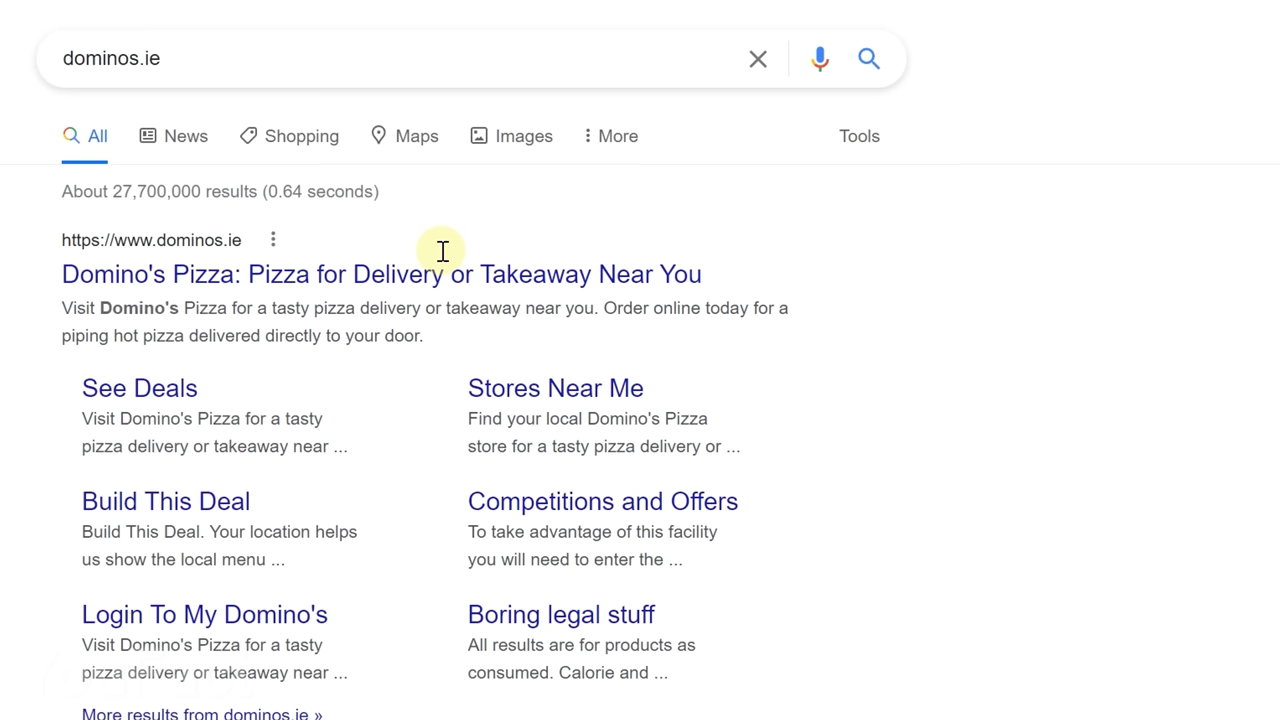 dominos.ie
All News Shopping Maps Images More Tools
About 27,700,000 results (0.64 seconds)
https://www.dominos.ie
Domino's Pizza: Pizza for Delivery or Takeaway Near You
Visit Domino's Pizza for a tasty pizza delivery or takeaway near you. Order online today for a
piping hot pizza delivered directly to your door.
See Deals
Visit Domino's Pizza for a tasty
pizza delivery or takeaway near ...
Stores Near Me
Find your local Domino's Pizza
store for a tasty pizza delivery or ...
Build This Deal
Build This Deal. Your location helps
us show the local menu ...
Competitions and Offers
To take advantage of this facility
you will need to enter the ...
Login To My Domino's
Visit Domino's Pizza for a tasty
pizza delivery or takeaway near ...
Boring legal stuff
All results are for products as
consumed. Calorie and ...
More results from dominos.ie »